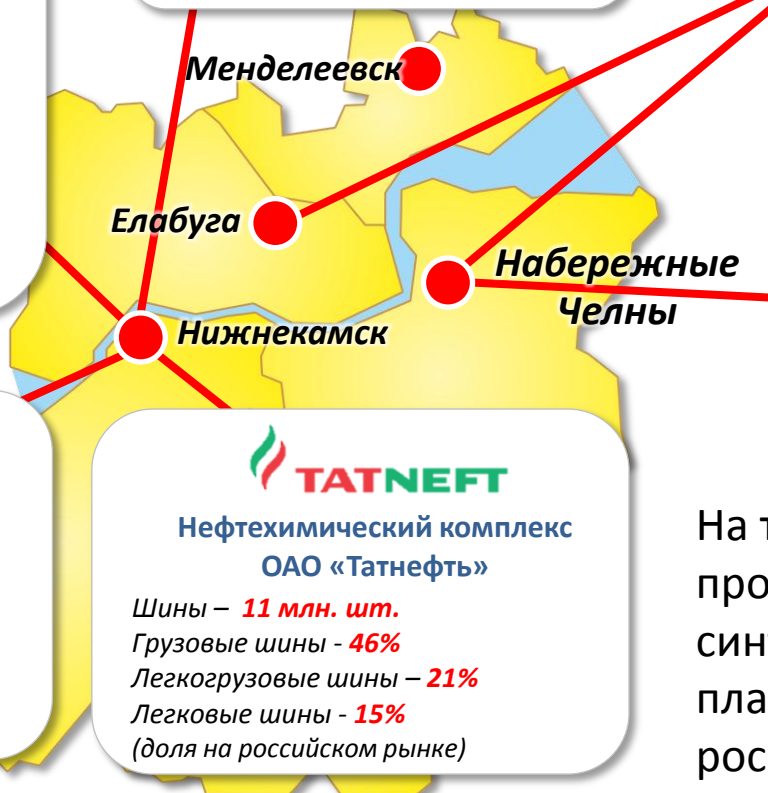 Менделеевск
Елабуга
Набережные
Челны
Нижнекамск
TATNEFT
Нефтехимический комплекс
ОАО «Татнефть»
Шины – 11 млн. шт.
Грузовые шины - 46%
Легкогрузовые шины – 21%
Легковые шины - 15%
(доля на российском рынке)
На